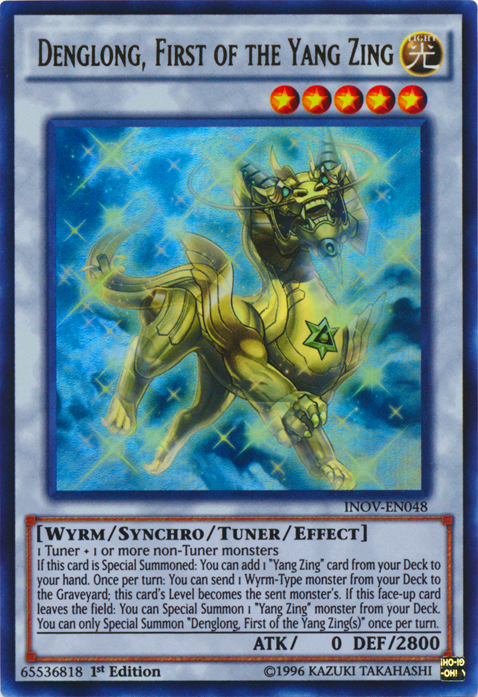 DENGLONG, FIRST OF THE YANG ZING
LIGHT
光
INOV-EN048
[WYRM/SYNCHRO/TUNER/EFFECT]
1 Tuner + 1 or more non-Tuner monsters
If this card is Special Summoned: You can add 1 "Yang Zing" card from your Deck to
your hand. Once per turn: You can send 1 Wyrm-Type monster from your Deck to
the Graveyard; this card's Level becomes the sent monster's. If this face-up card
leaves the field: You can Special Summon 1 "Yang Zing" monster from your Deck.
You can only Special Summon "Denglong, First of the Yang Zing(s)" once per turn.
ATK/ 0 DEF/2800
65536818 1st Edition ©1996 KAZUKI TAKAHASHI